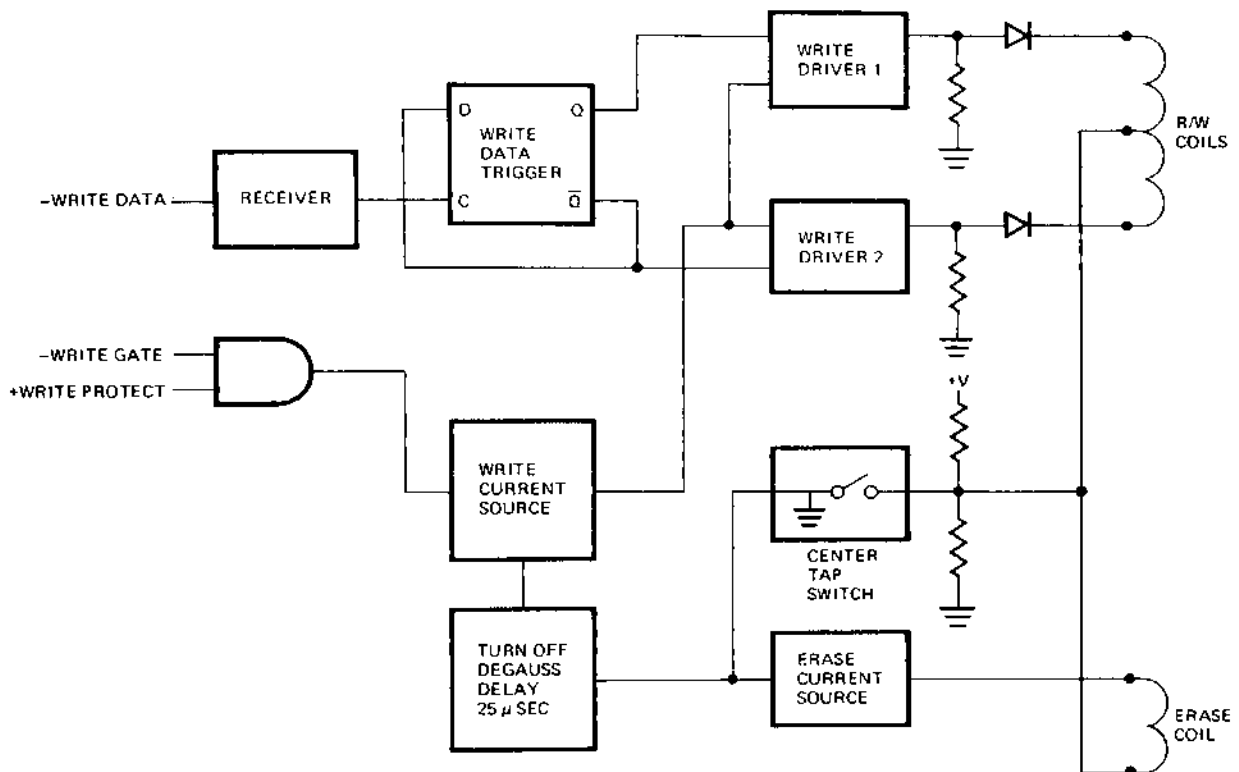 WRITE
DRIVER 1
D
Q
WRITE
DATA
TRIGGER
C
Q
R/W
COILS
–WRITE DATA
RECEIVER
WRITE
DRIVER 2
–WRITE GATE
+WRITE PROTECT
+V
WRITE
CURRENT
SOURCE
CENTER
TAP
SWITCH
TURN OFF
DEGAUSS
DELAY
25 µ SEC
ERASE
CURRENT
SOURCE
ERASE
COIL